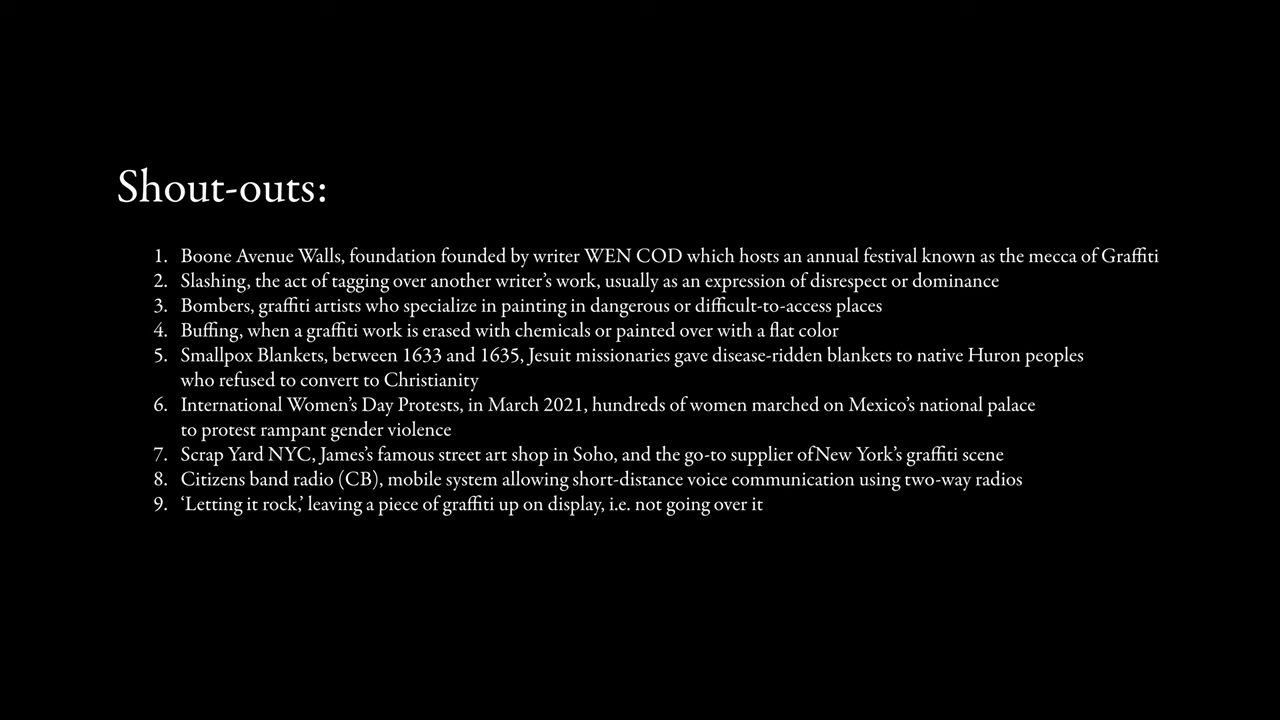 Shout-outs:
1. Boone Avenue Walls, foundation founded by writer WEN COD which hosts an annual festival known as the mecca of Graffiti
2. Slashing, the act of tagging over another writer’s work, usually as an expression of disrespect or dominance
3. Bombers, graffiti artists who specialize in painting in dangerous or difficult-to-access places
4. Buffing, when a graffiti work is erased with chemicals or painted over with a flat color
5. Smallpox Blankets, between 1633 and 1635, Jesuit missionaries gave disease-ridden blankets to native Huron peoples
who refused to convert to Christianity
6. International Women’s Day Protests, in March 2021, hundreds of women marched on Mexico’s national palace
to protest rampant gender violence
7. Scrap Yard NYC, James’s famous street art shop in Soho, and the go-to supplier ofNew York’s graffiti scene
8. Citizens band radio (CB), mobile system allowing short-distance voice communication using two-way radios
9. ‘Letting it rock,’ leaving a piece of graffiti up on display, i.e. not going over it